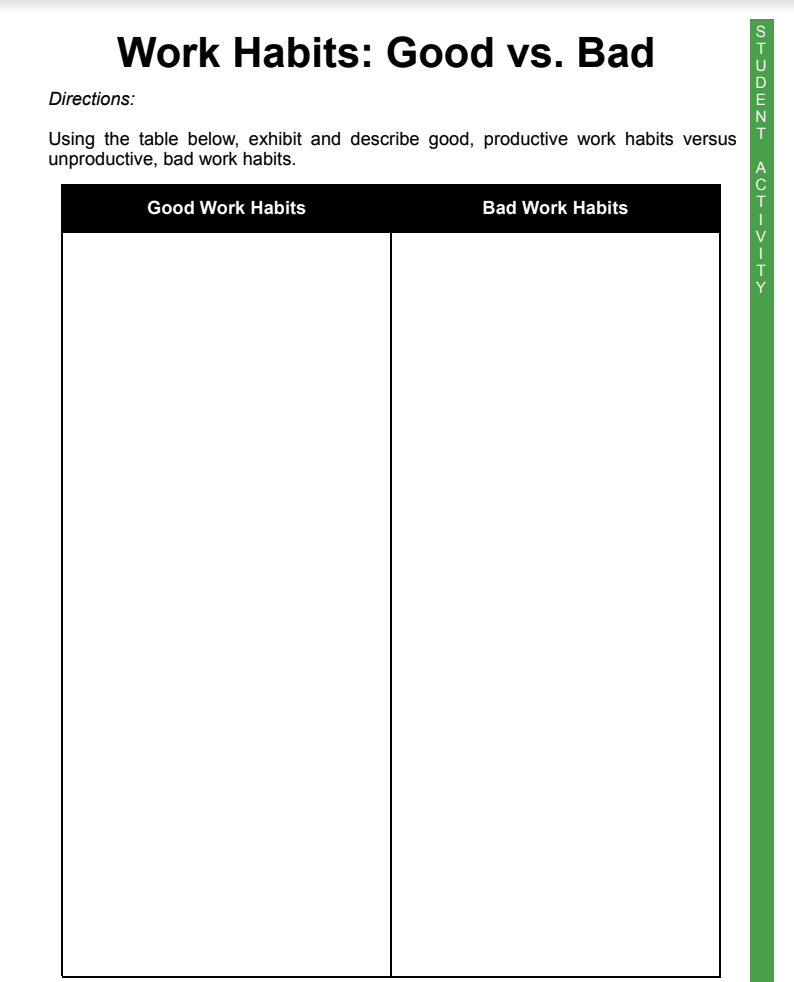 Work Habits: Good vs. Bad
Directions:
Using the table below, exhibit and describe good, productive work habits versus
unproductive, bad work habits.
Good Work Habits
Bad Work Habits
STUDENT ACTIVITY